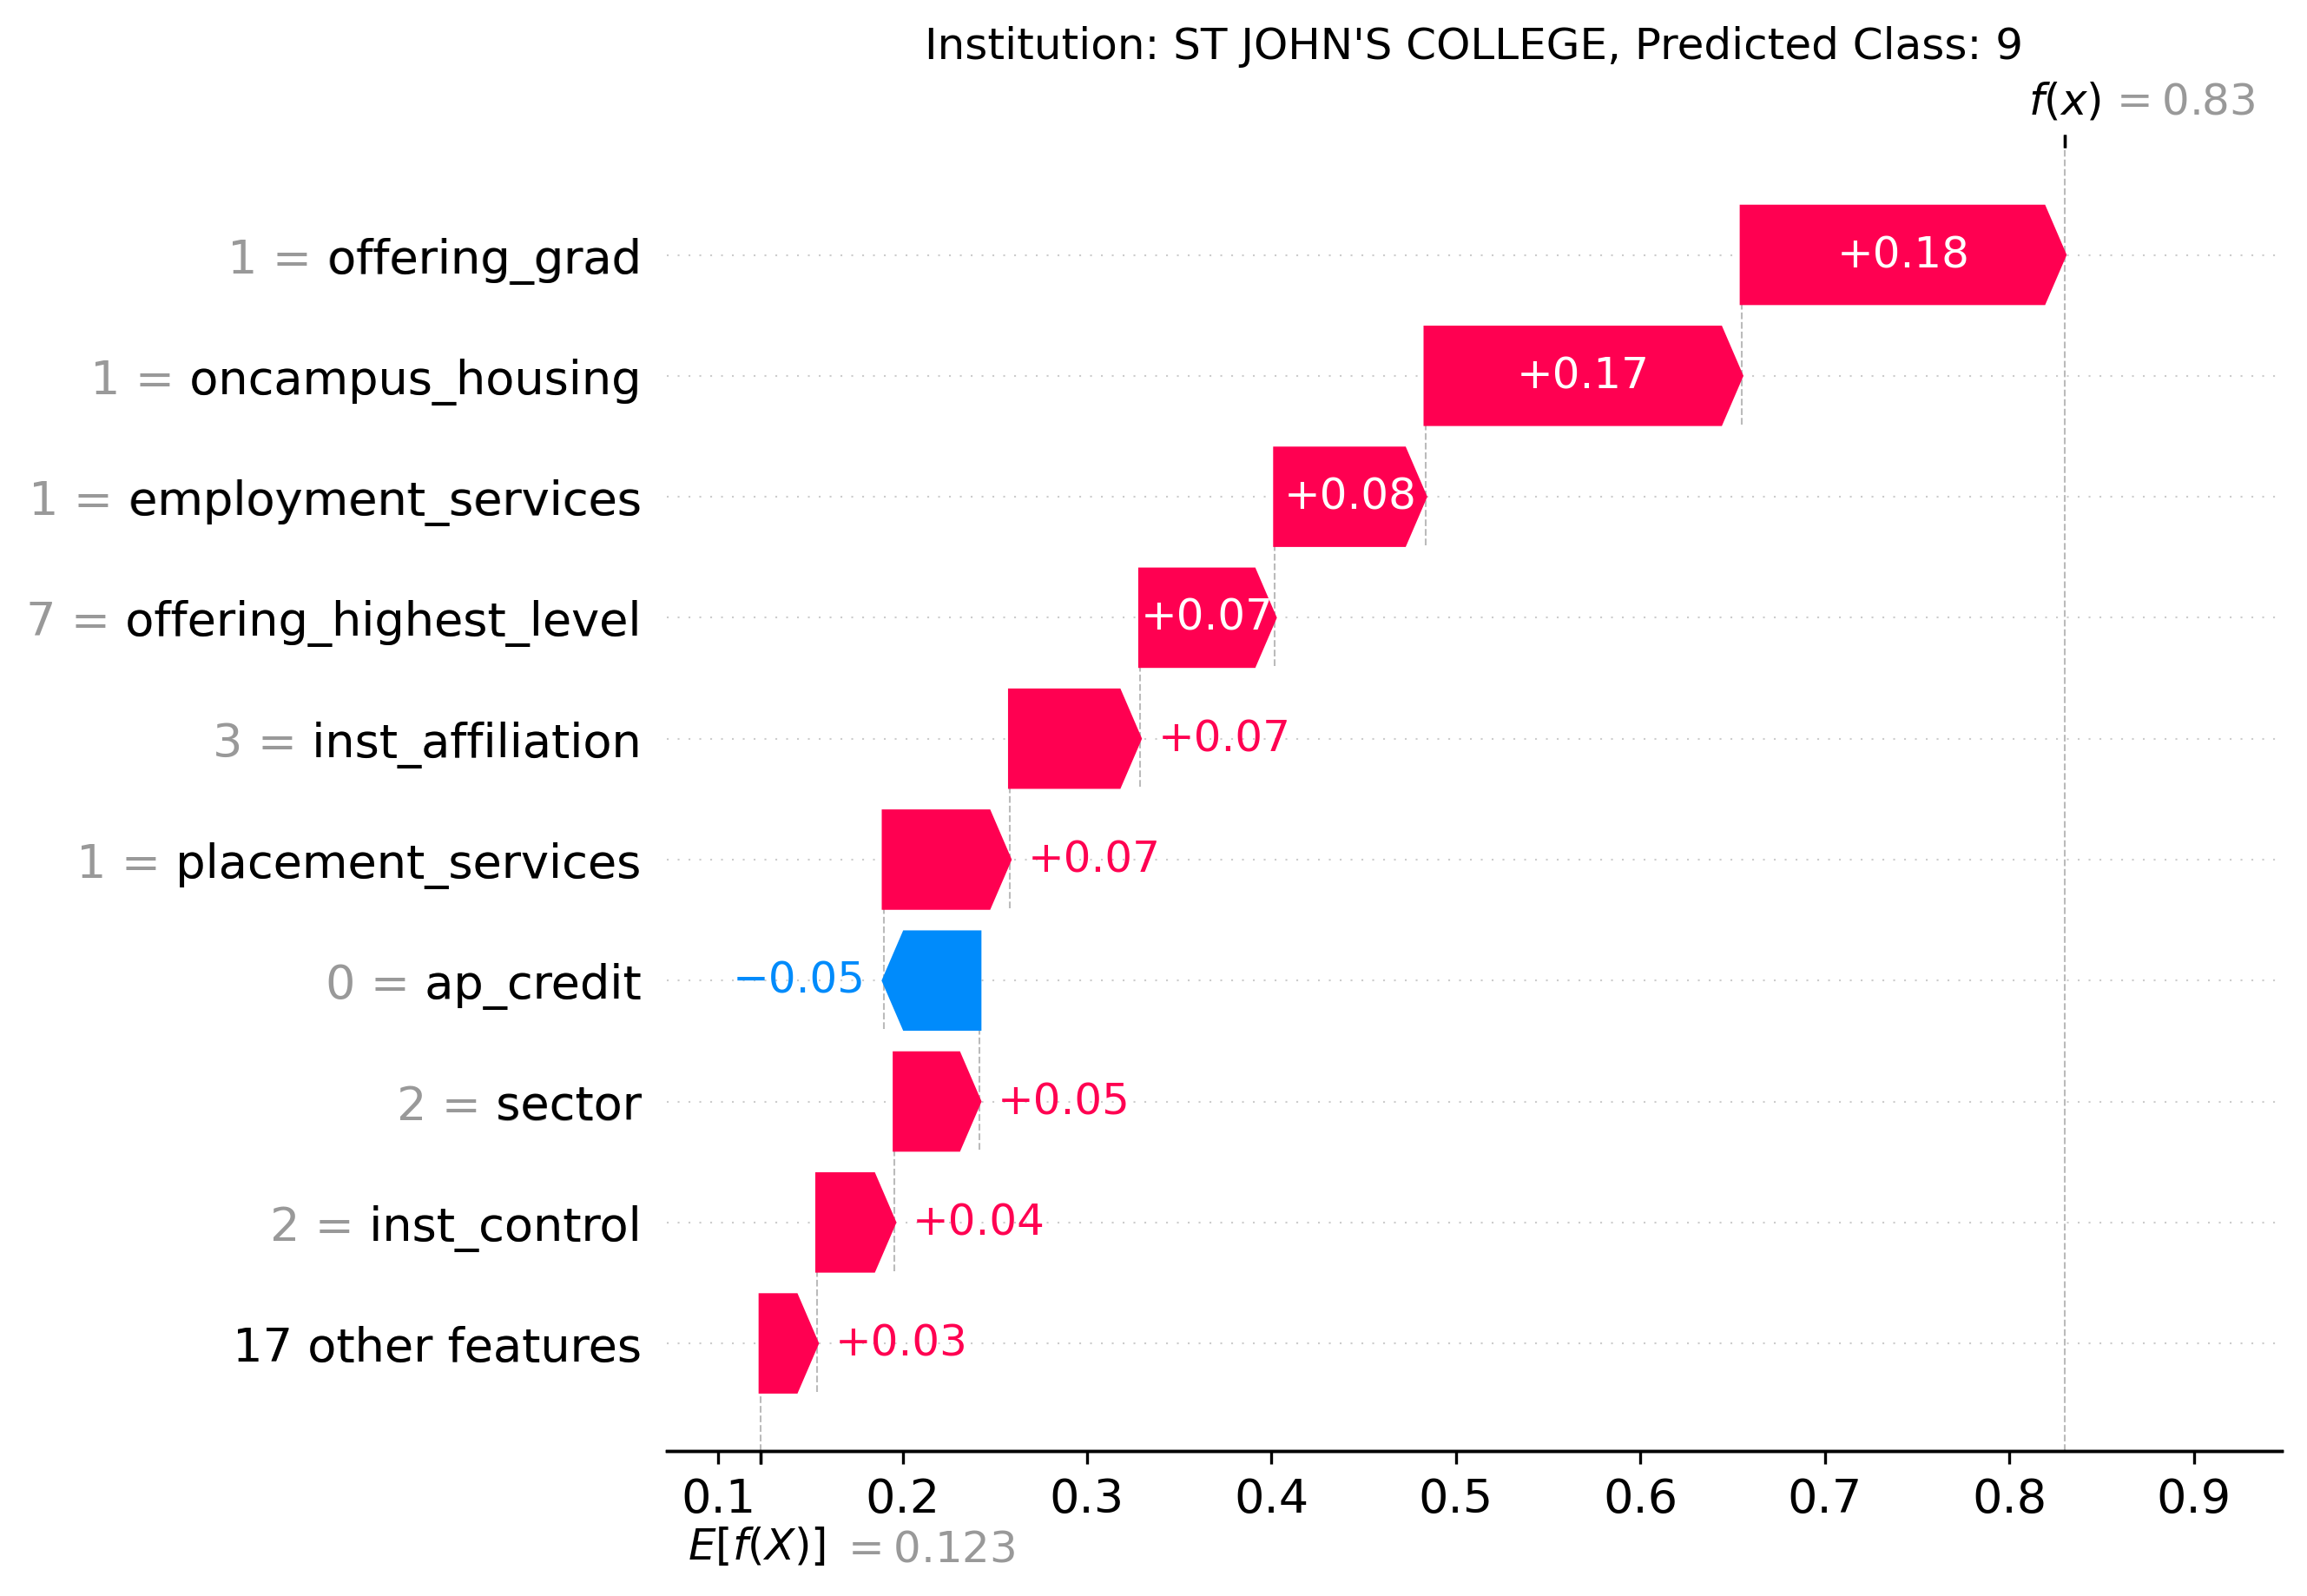 Institution: ST JOHN'S COLLEGE, Predicted Class: 9
f(x) = 0.83
1 = offering_grad +0.18
1 = oncampus_housing +0.17
1 = employment_services +0.08
7 = offering_highest_level +0.07
3 = inst_affiliation +0.07
1 = placement_services +0.07
0 = ap_credit −0.05
2 = sector +0.05
2 = inst_control +0.04
17 other features +0.03
0.1 0.2 0.3 0.4 0.5 0.6 0.7 0.8 0.9
E[f(X)] = 0.123